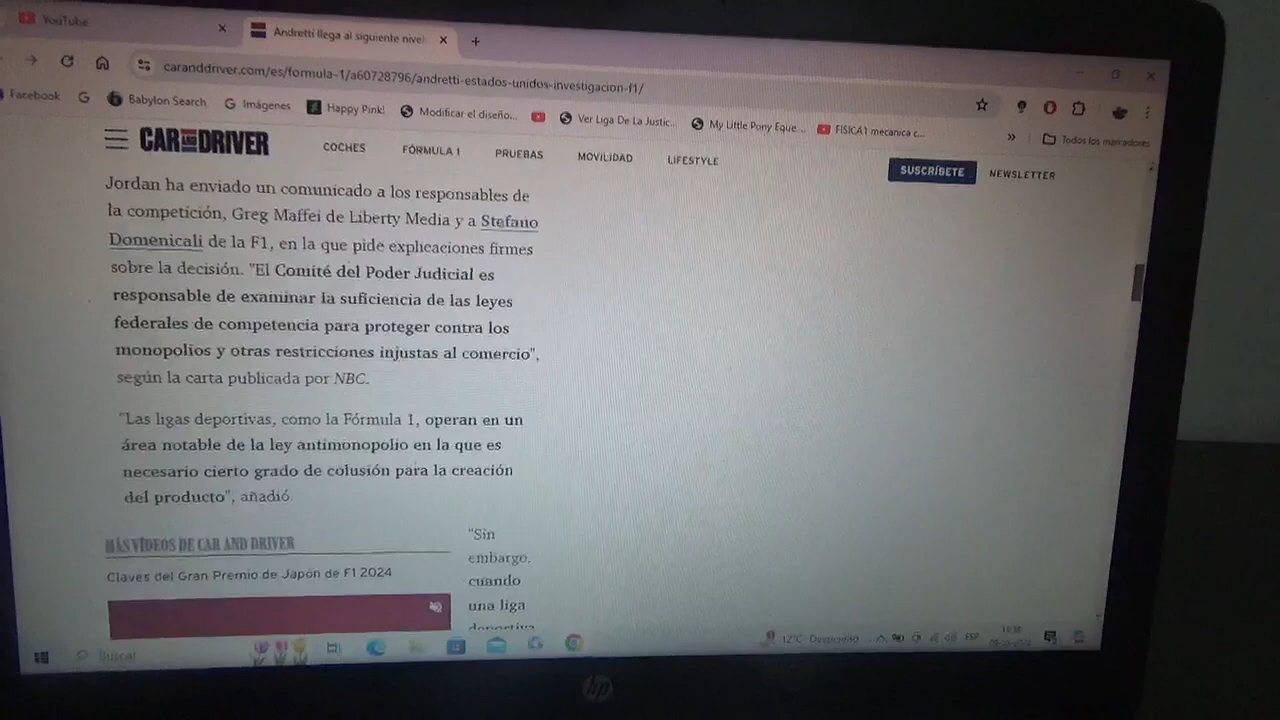 YouTube
Andretti llega al siguiente nivel
caranddriver.com/es/formula-1/a60728796/andretti-estados-unidos-investigacion-f1/
Facebook
Babylon Search
Imágenes
Happy Pink!
Modificar el diseño...
Ver Liga De La Justic...
My Little Pony Eque...
FISICA1 mecanica c...
»
Todos los marcadores
CAR AND DRIVER
COCHES
FÓRMULA 1
PRUEBAS
MOVILIDAD
LIFESTYLE
SUSCRÍBETE
NEWSLETTER
Jordan ha enviado un comunicado a los responsables de
la competición, Greg Maffei de Liberty Media y a Stefano
Domenicali de la F1, en la que pide explicaciones firmes
sobre la decisión. "El Comité del Poder Judicial es
responsable de examinar la suficiencia de las leyes
federales de competencia para proteger contra los
monopolios y otras restricciones injustas al comercio",
según la carta publicada por NBC.
"Las ligas deportivas, como la Fórmula 1, operan en un
área notable de la ley antimonopolio en la que es
necesario cierto grado de colusión para la creación
del producto", añadió.
MÁS VÍDEOS DE CAR AND DRIVER
Claves del Gran Premio de Japón de F1 2024
"Sin
embargo,
cuando
una liga
deportiva
Buscar
12°C
ESP
hp